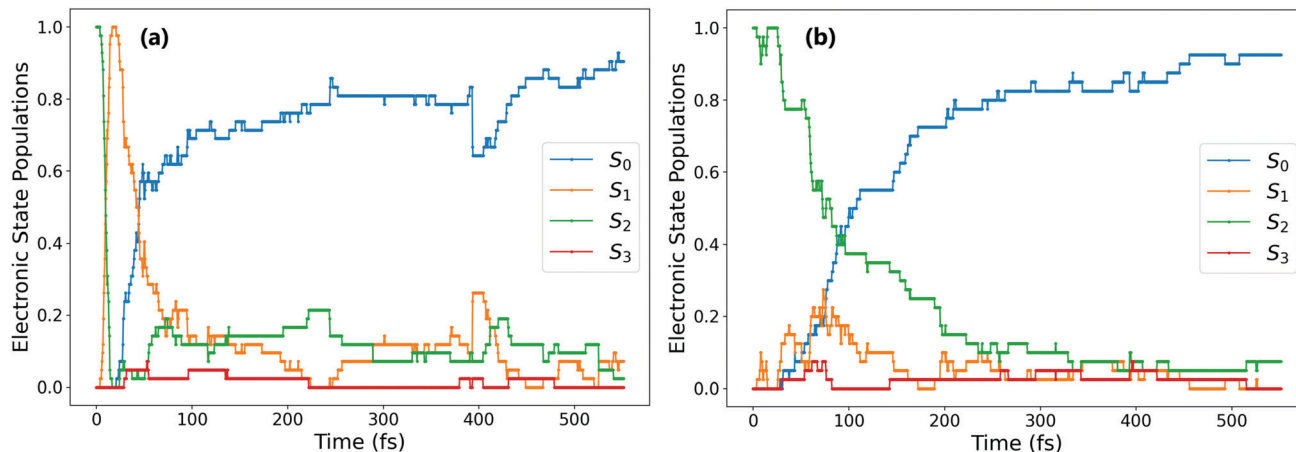 (a)
Electronic State Populations
1.0
0.8
0.6
0.4
0.2
0.0
S₀
S₁
S₂
S₃
0 100 200 300 400 500
Time (fs)
(b)
Electronic State Populations
1.0
0.8
0.6
0.4
0.2
0.0
S₀
S₁
S₂
S₃
0 100 200 300 400 500
Time (fs)